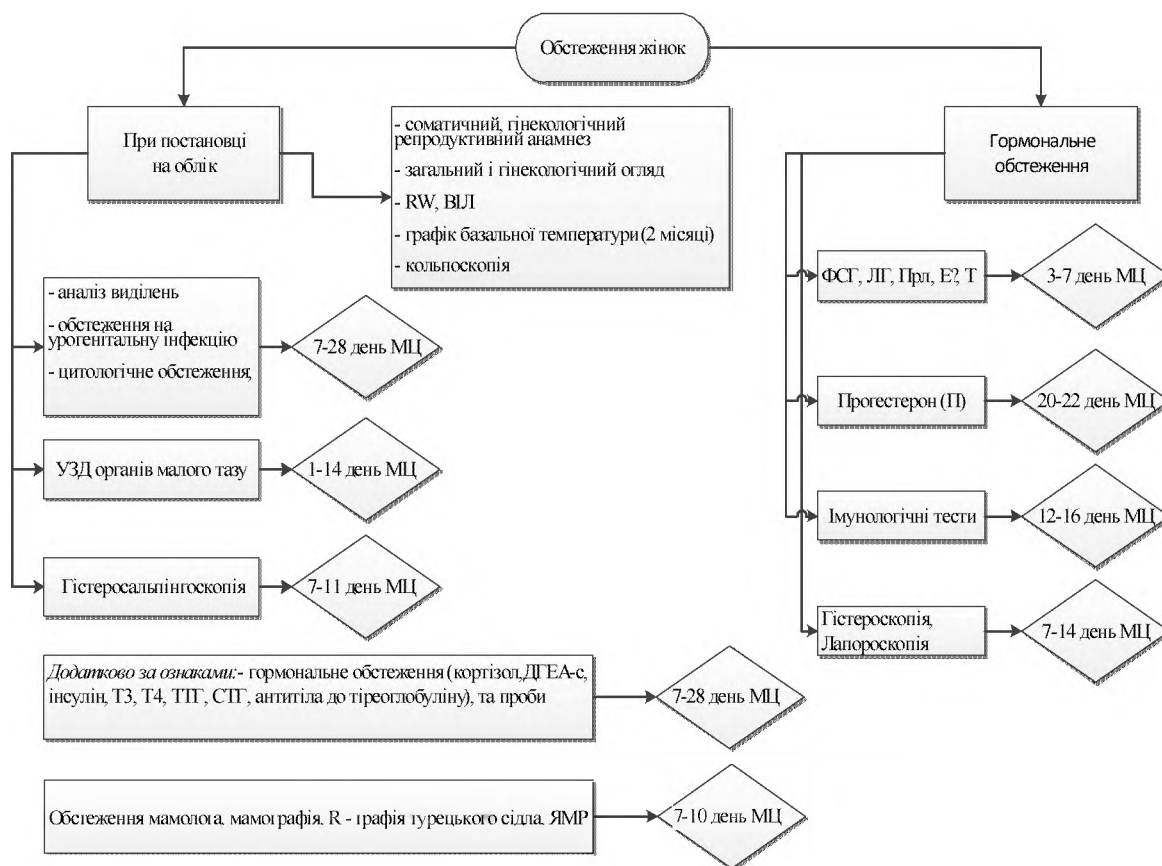 Обстеження жінок
При постановці
на облік
- соматичний, гінекологічний
репродуктивний анамнез
- загальний і гінекологічний огляд
- RW, ВІЛ
- графік базальної температури (2 місяці)
- кольпоскопія
Гормональне
обстеження
- аналіз виділень
- обстеження на
урогенітальну інфекцію
- цитологічне обстеження;
7-28 день МЦ
УЗД органів малого тазу
1-14 день МЦ
Гістеросальпінгоскопія
7-11 день МЦ
ФСГ, ЛГ, Прл, Е?, Т
3-7 день МЦ
Прогестерон (П)
20-22 день МЦ
Імунологічні тести
12-16 день МЦ
Гістероскопія,
Лапороскопія
7-14 день МЦ
Додатково за ознаками:- гормональне обстеження (кортізол,ДГЕА-с,
інсулін, Т3, Т4, ТТГ, СТГ, антитіла до тіреоглобуліну), та проби
7-28 день МЦ
Обстеження мамолога, мамографія. R - графія турецького сідла. ЯМР
7-10 день МЦ